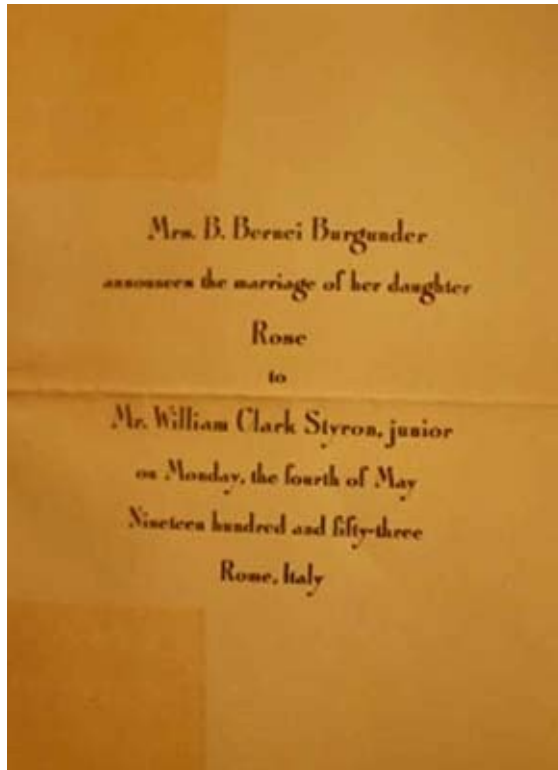 Mrs. B. Bernei Burgunder
announces the marriage of her daughter
Rose
to
Mr. William Clark Styron, junior
on Monday, the fourth of May
Nineteen hundred and fifty-three
Rome, Italy